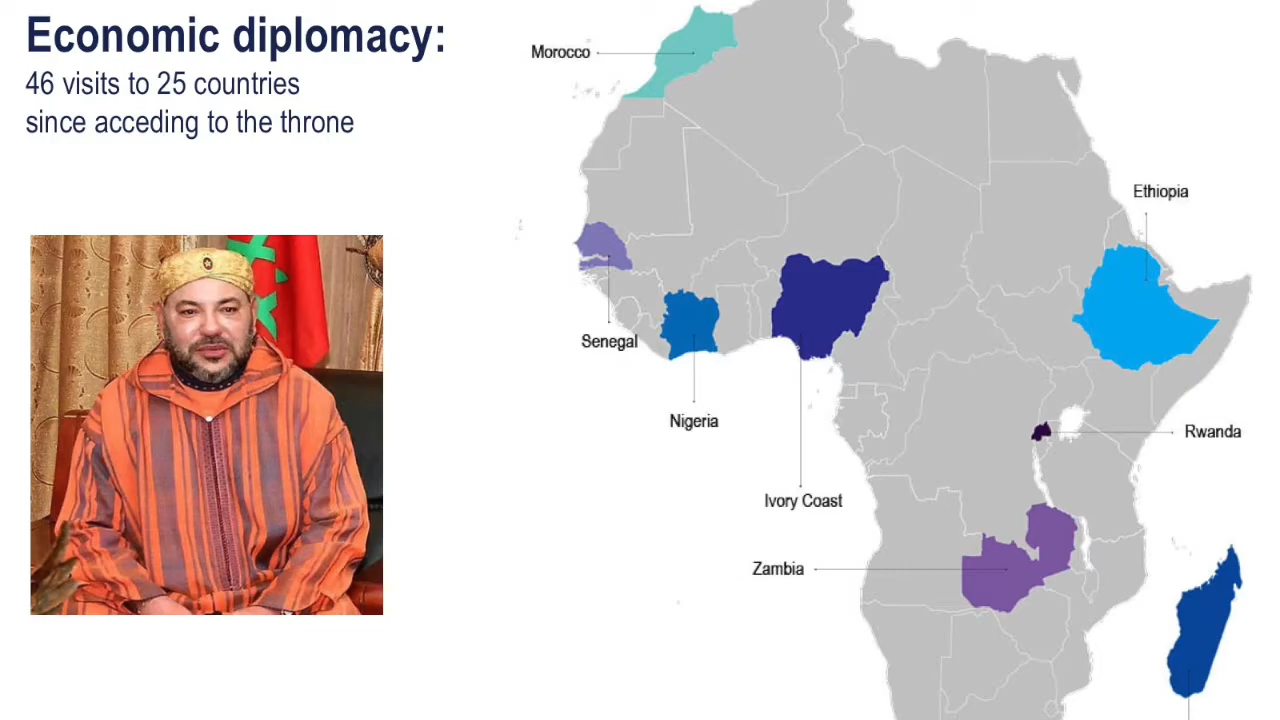 Economic diplomacy:
46 visits to 25 countries
since acceding to the throne
Morocco
Ethiopia
Senegal
Nigeria
Rwanda
Ivory Coast
Zambia